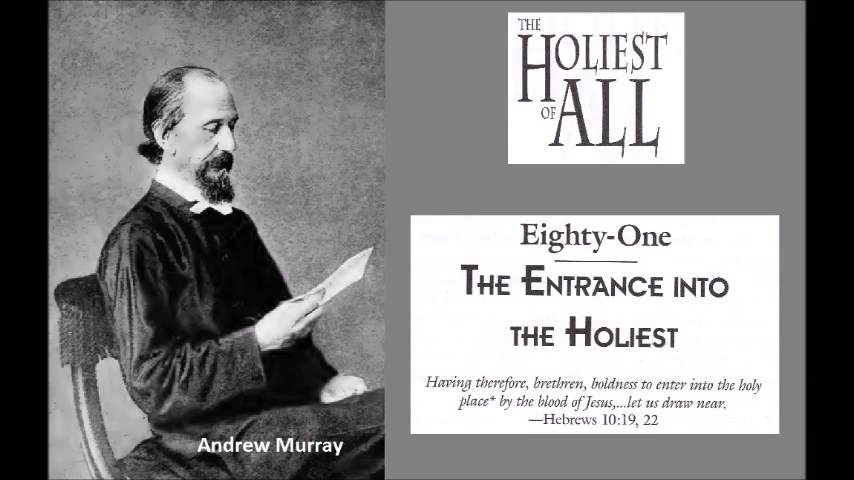 THE
HOLIEST
OF ALL
Eighty-One
THE ENTRANCE INTO
THE HOLIEST
Having therefore, brethren, boldness to enter into the holy
place* by the blood of Jesus,...let us draw near.
—Hebrews 10:19, 22
Andrew Murray